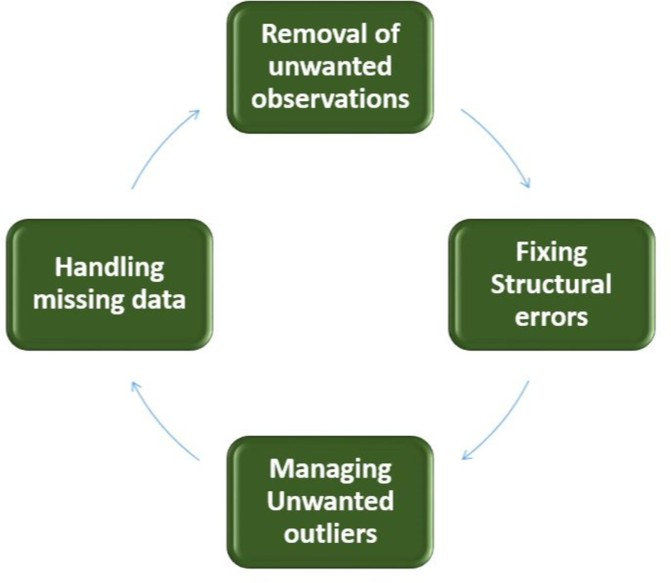 Removal of
unwanted
observations
Fixing
Structural
errors
Managing
Unwanted
outliers
Handling
missing data